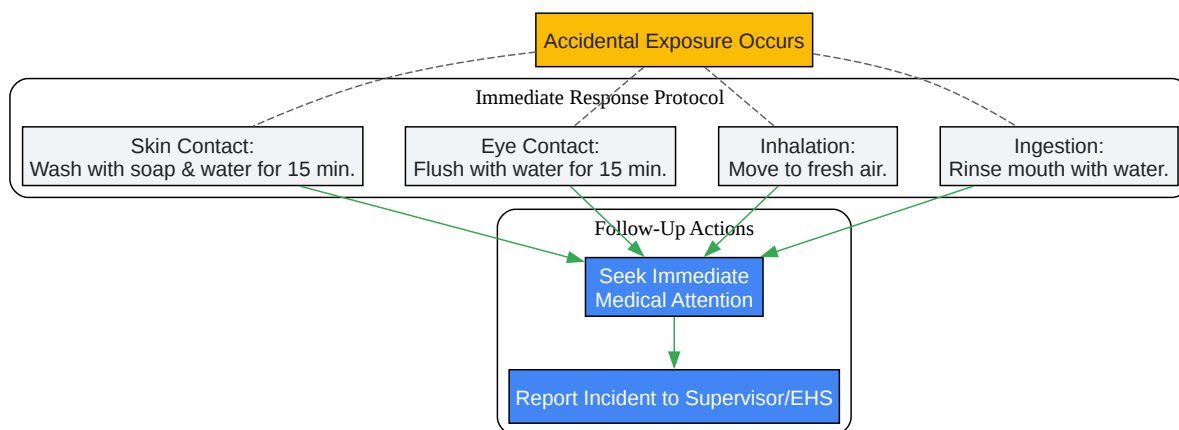 Accidental Exposure Occurs
Immediate Response Protocol
Skin Contact:
Wash with soap & water for 15 min.
Eye Contact:
Flush with water for 15 min.
Inhalation:
Move to fresh air.
Ingestion:
Rinse mouth with water.
Follow-Up Actions
Seek Immediate
Medical Attention
Report Incident to Supervisor/EHS